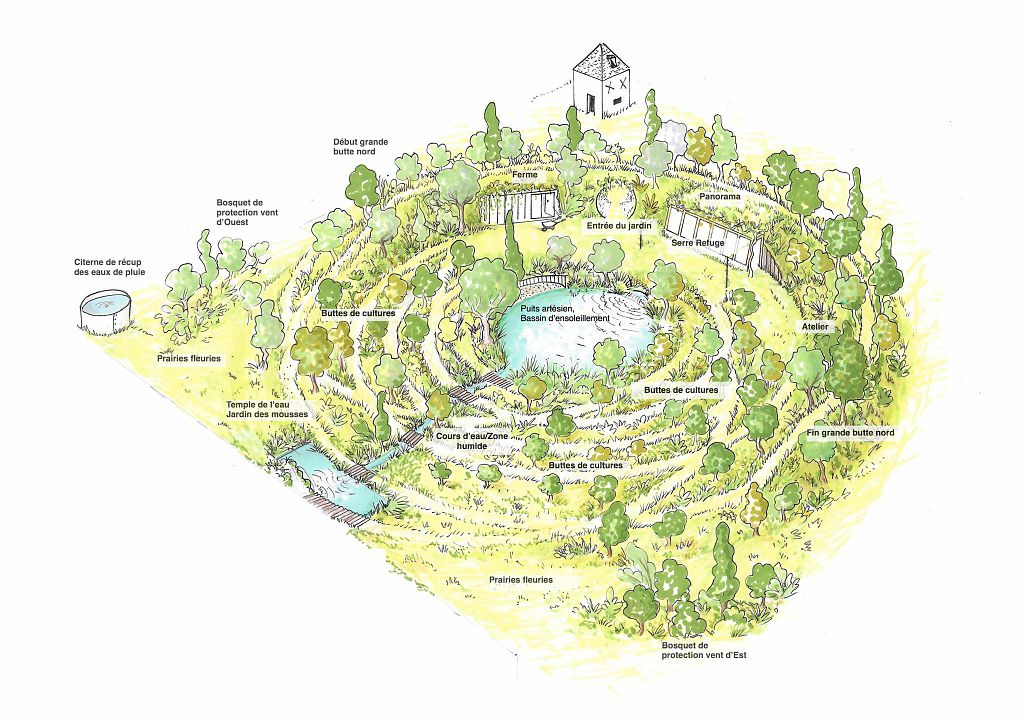 Début grande
butte nord
Ferme
Panorama
Bosquet de
protection vent
d'Ouest
Entrée du jardin
Serre Refuge
Citerne de récup
des eaux de pluie
Buttes de cultures
Puits artésien,
Bassin d'ensoleillement
Atelier
Prairies fleuries
Buttes de cultures
Temple de l'eau
Jardin des mousses
Cours d'eau/Zone
humide
Fin grande butte nord
Buttes de cultures
Prairies fleuries
Bosquet de
protection vent d'Est